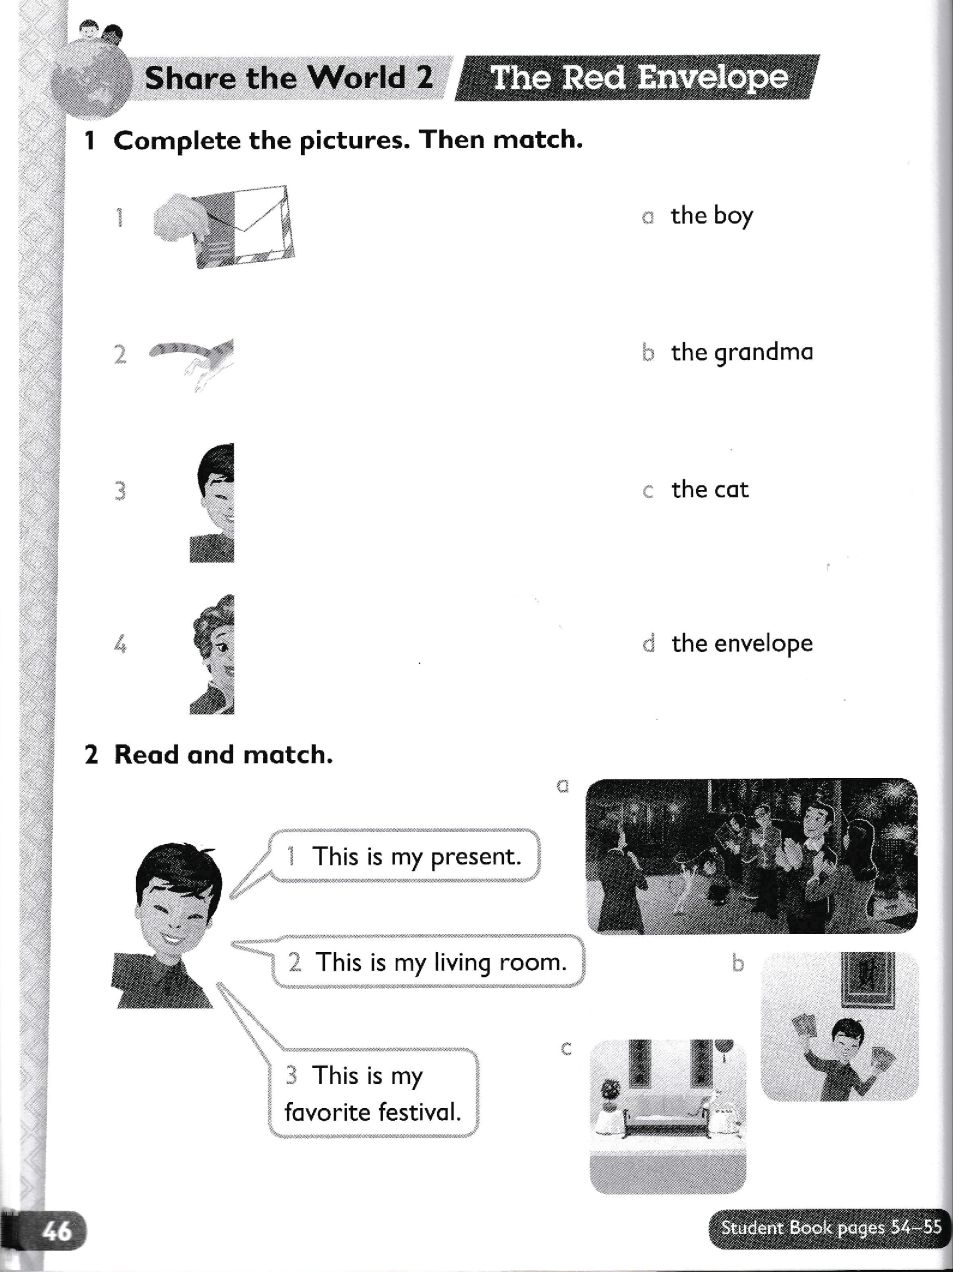 Share the World 2
The Red Envelope
1 Complete the pictures. Then match.
1
a the boy
2
b the grandma
3
c the cat
4
d the envelope
2 Read and match.
a
1 This is my present.
2 This is my living room.
b
c
3 This is my
favorite festival.
46
Student Book pages 54–55